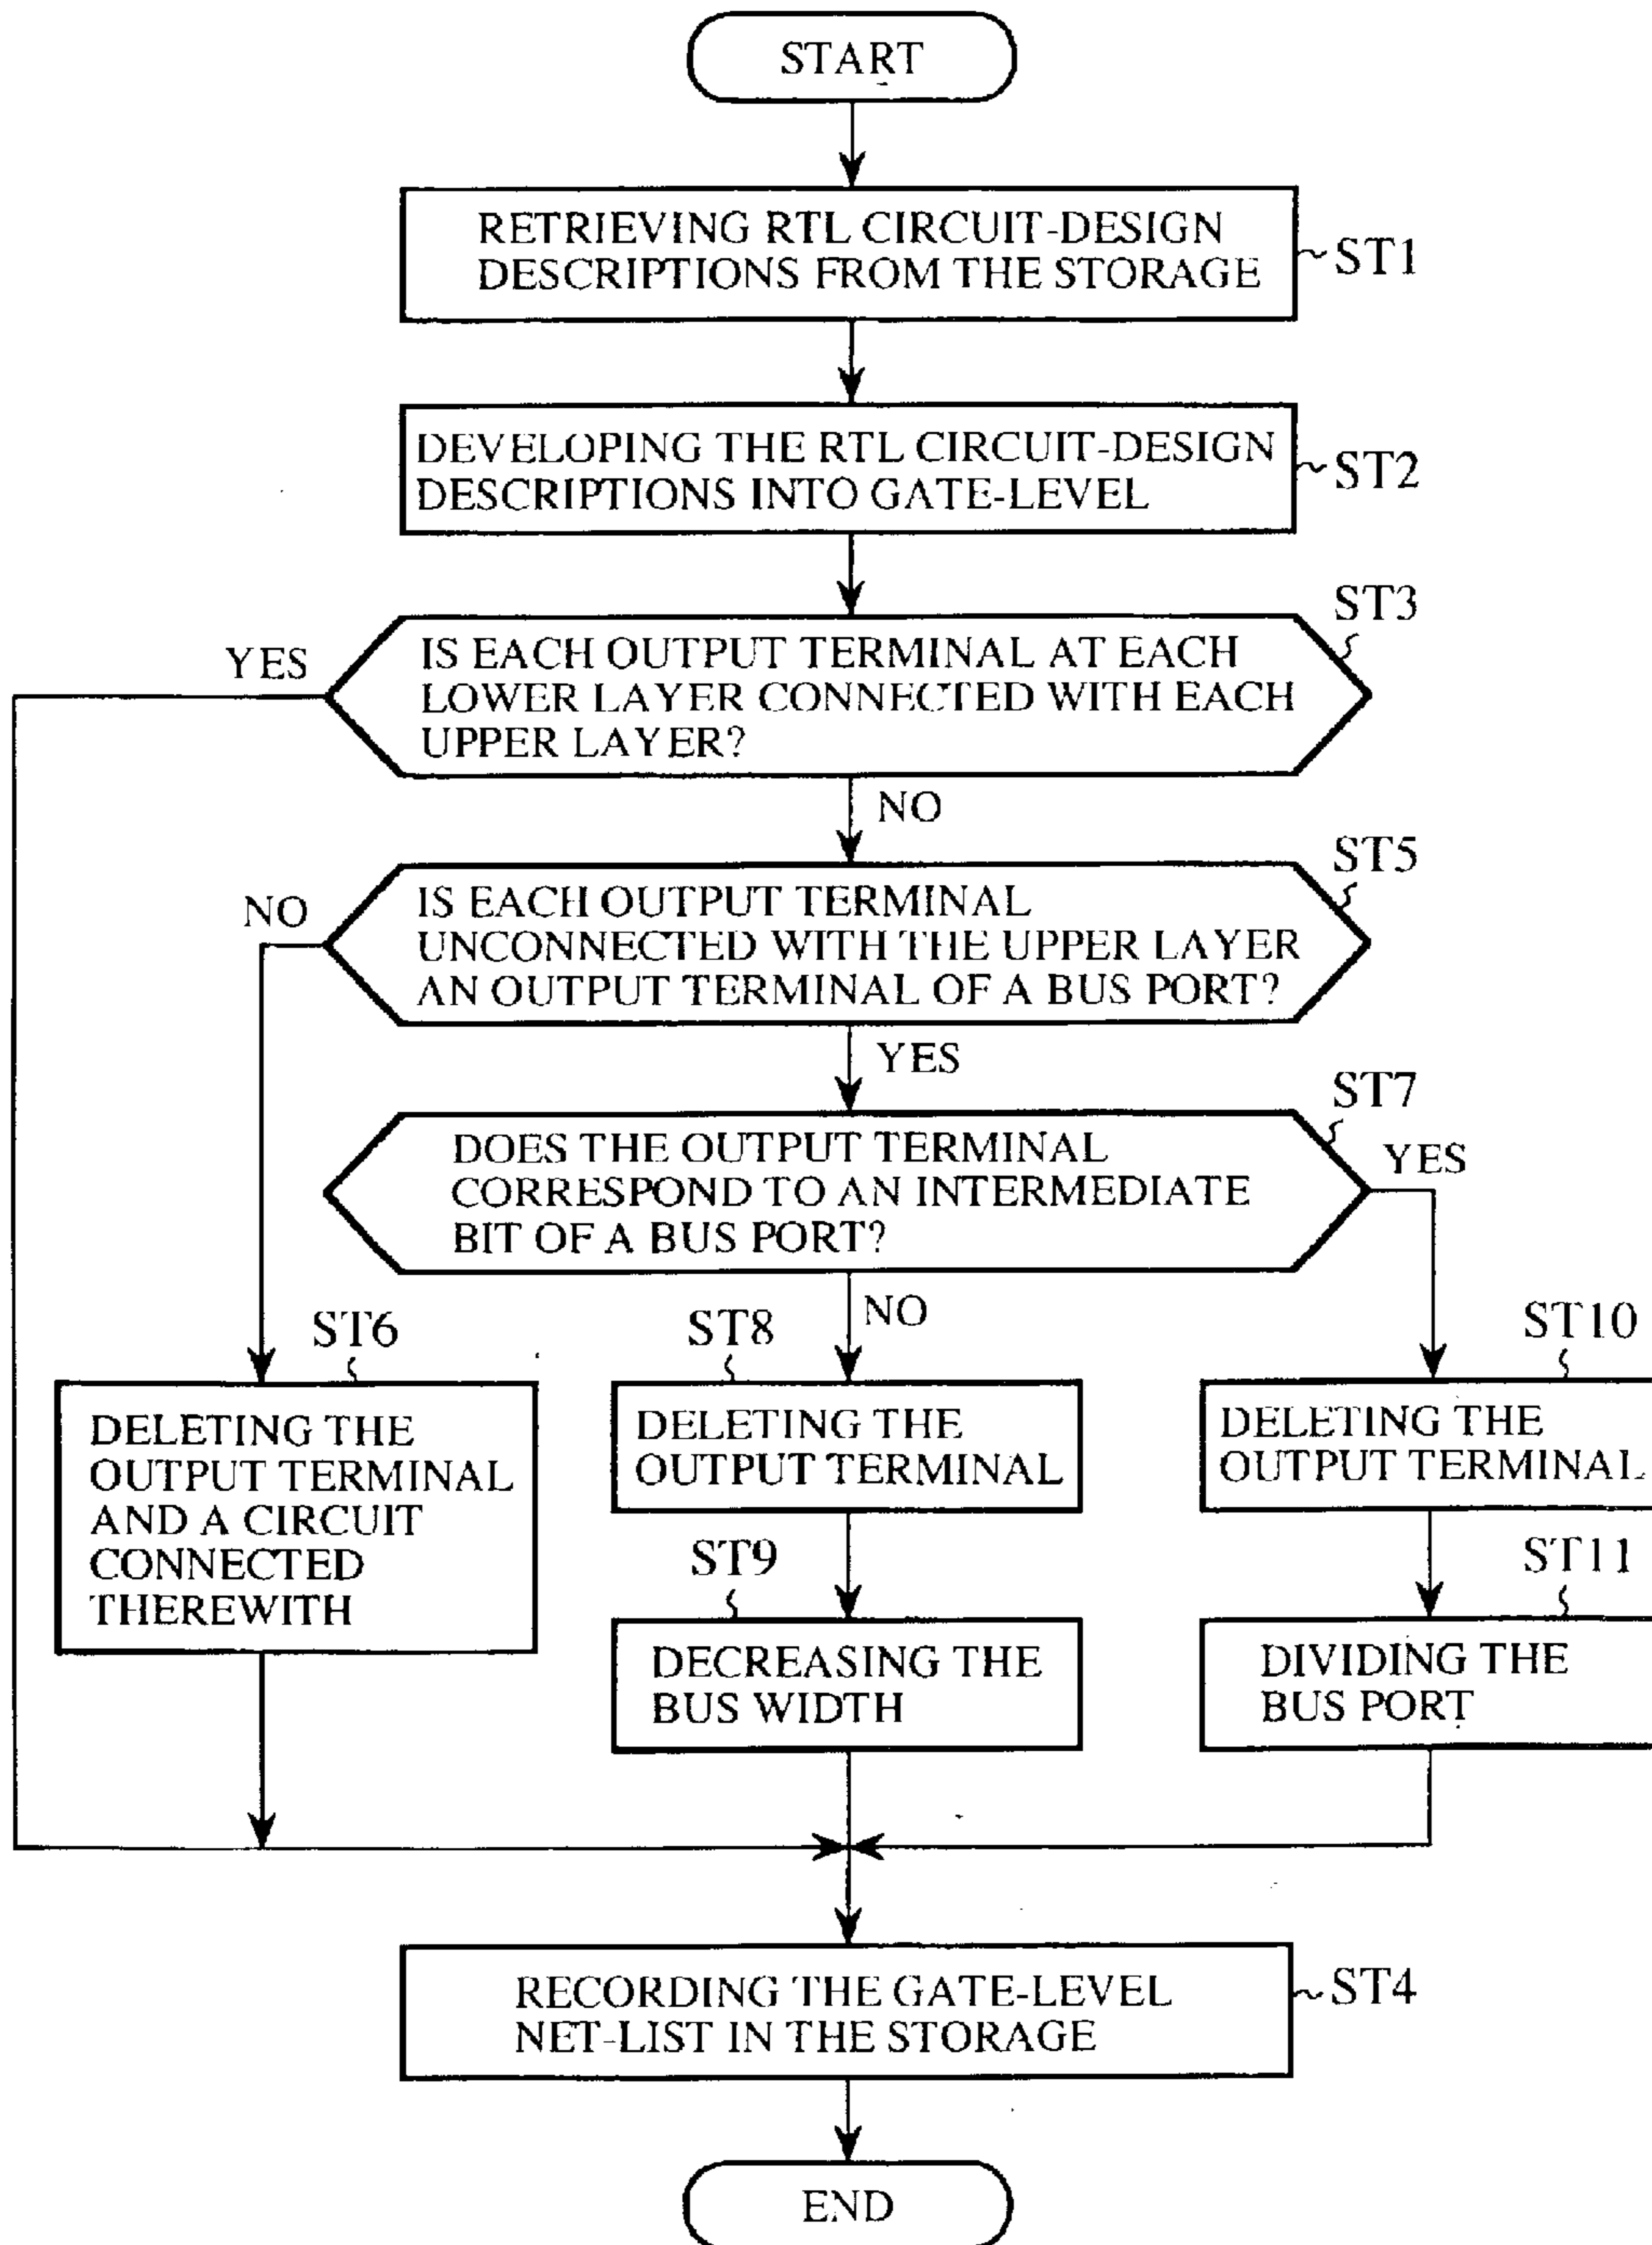 START
RETRIEVING RTL CIRCUIT-DESIGN
DESCRIPTIONS FROM THE STORAGE
ST1
DEVELOPING THE RTL CIRCUIT-DESIGN
DESCRIPTIONS INTO GATE-LEVEL
ST2
ST3
YES
IS EACH OUTPUT TERMINAL AT EACH
LOWER LAYER CONNECTED WITH EACH
UPPER LAYER?
NO
ST5
NO
IS EACH OUTPUT TERMINAL
UNCONNECTED WITH THE UPPER LAYER
AN OUTPUT TERMINAL OF A BUS PORT?
YES
ST7
YES
DOES THE OUTPUT TERMINAL
CORRESPOND TO AN INTERMEDIATE
BIT OF A BUS PORT?
NO
ST6
DELETING THE
OUTPUT TERMINAL
AND A CIRCUIT
CONNECTED
THEREWITH
ST8
DELETING THE
OUTPUT TERMINAL
ST9
DECREASING THE
BUS WIDTH
ST10
DELETING THE
OUTPUT TERMINAL
ST11
DIVIDING THE
BUS PORT
RECORDING THE GATE-LEVEL
NET-LIST IN THE STORAGE
ST4
END